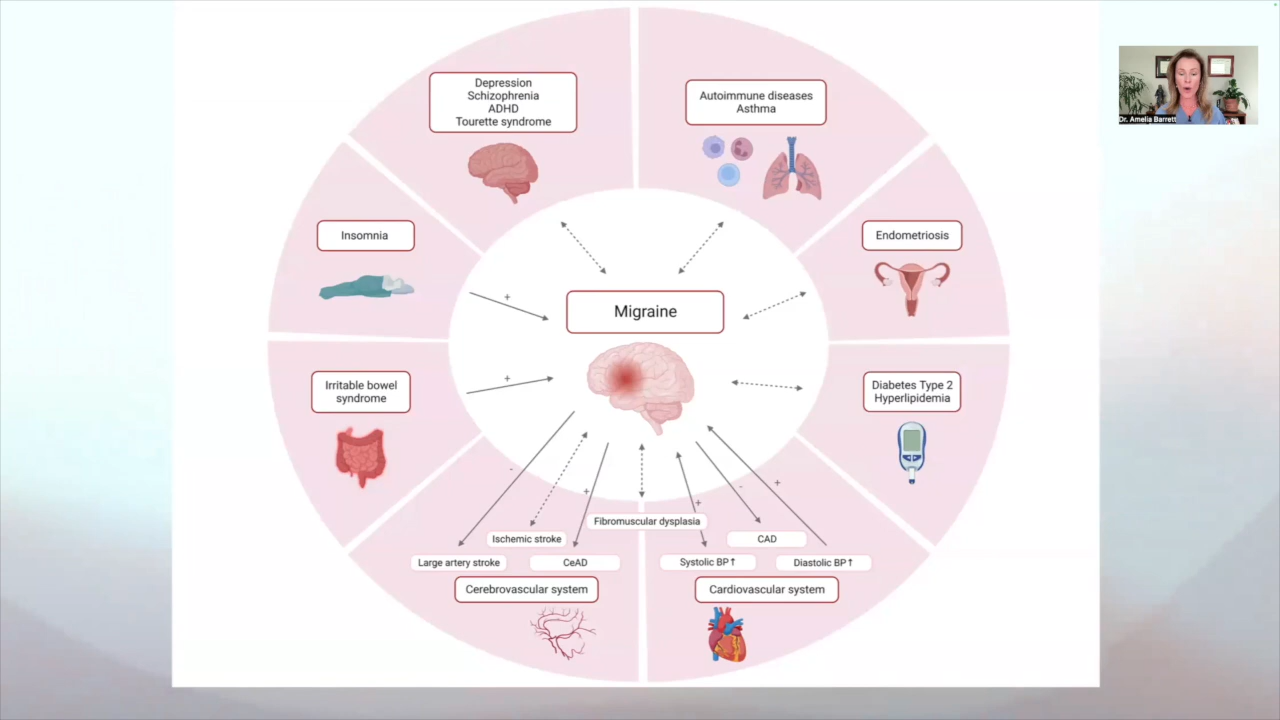 Depression
Schizophrenia
ADHD
Tourette syndrome
Autoimmune diseases
Asthma
Dr. Amelia Barrett
Insomnia
Endometriosis
+
Migraine
Irritable bowel
syndrome
+
Diabetes Type 2
Hyperlipidemia
-
+
+
-
+
Fibromuscular dysplasia
Ischemic stroke
CAD
Large artery stroke
CeAD
Systolic BP↑
Diastolic BP↑
Cerebrovascular system
Cardiovascular system